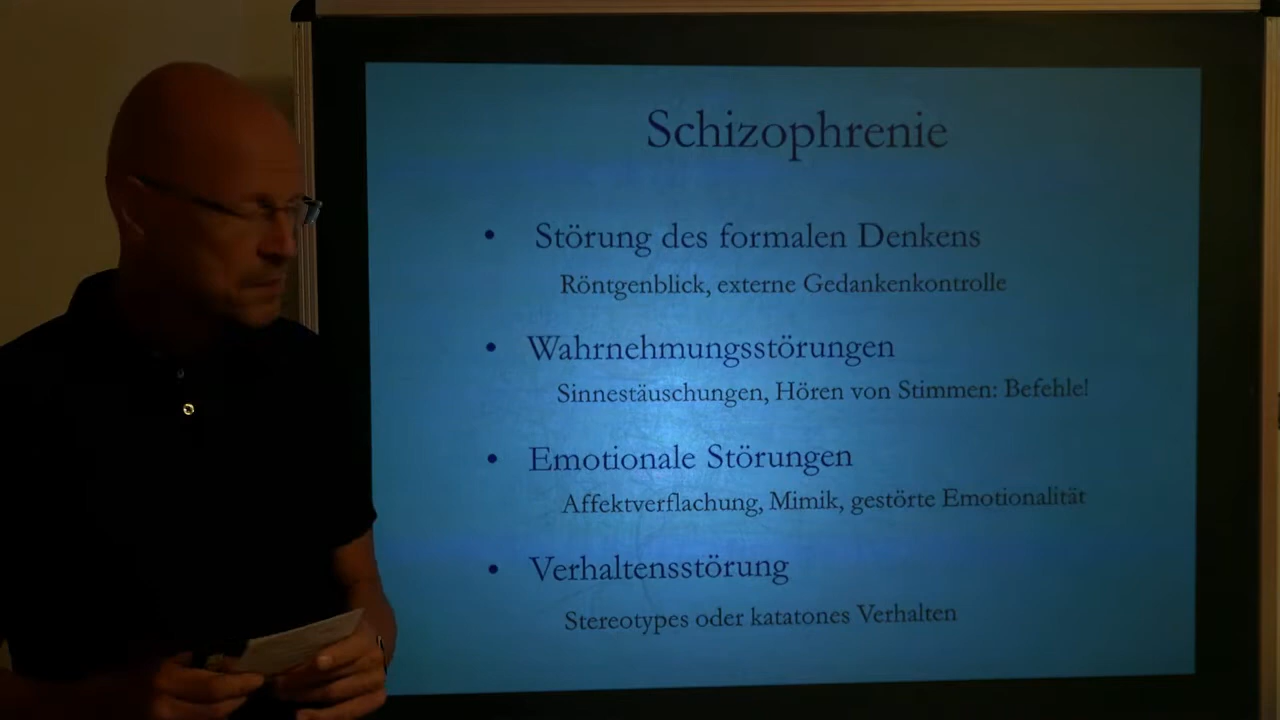 Schizophrenie
• Störung des formalen Denkens
Röntgenblick, externe Gedankenkontrolle
• Wahrnehmungsstörungen
Sinnestäuschungen, Hören von Stimmen: Befehle!
• Emotionale Störungen
Affektverflachung, Mimik, gestörte Emotionalität
• Verhaltensstörung
Stereotypes oder katatones Verhalten